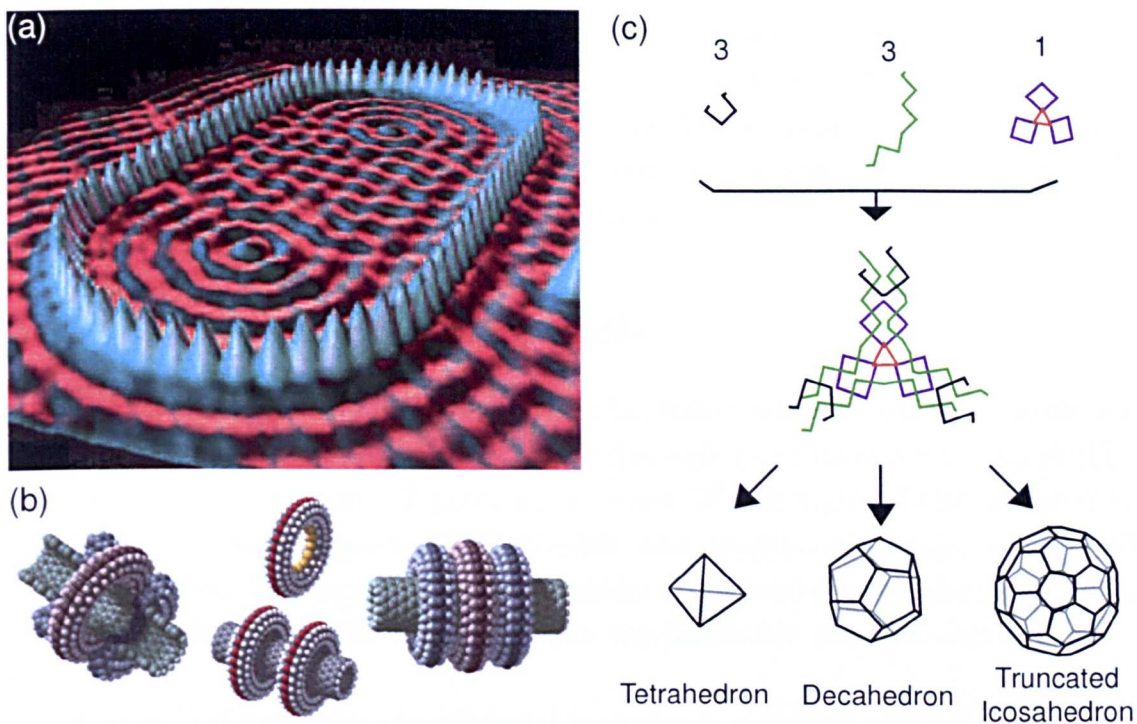 (a)
(c)
3 3 1
(b)
Tetrahedron
Decahedron
Truncated
Icosahedron